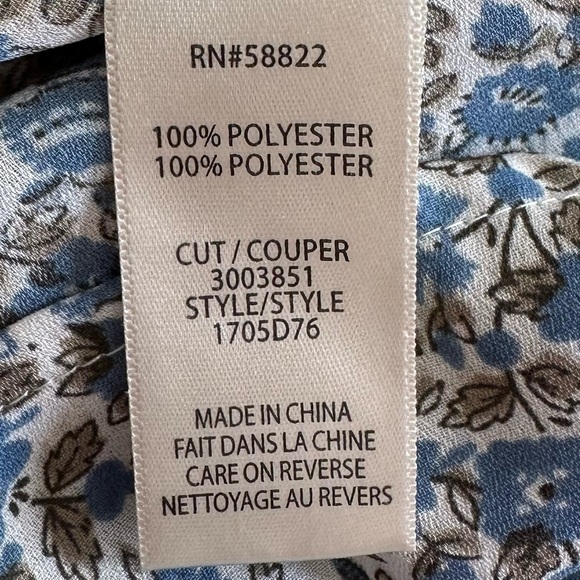 RN#58822
100% POLYESTER
100% POLYESTER
CUT / COUPER
3003851
STYLE/STYLE
1705D76
MADE IN CHINA
FAIT DANS LA CHINE
CARE ON REVERSE
NETTOYAGE AU REVERS